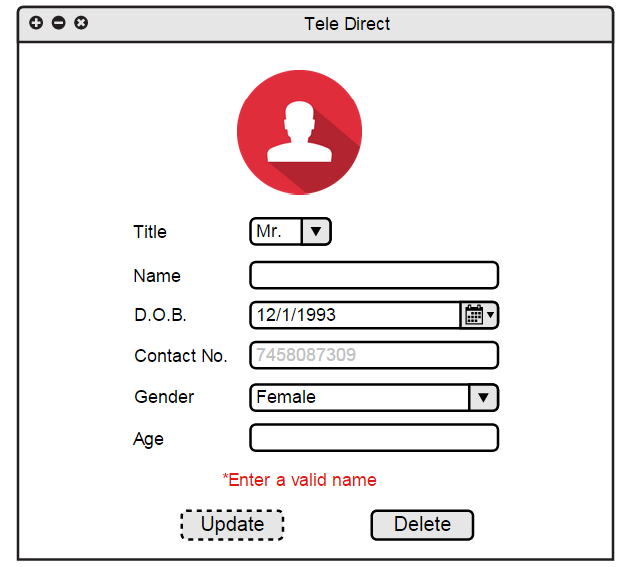 Tele Direct
Title Mr.
Name
D.O.B. 12/1/1993
Contact No. 7458087309
Gender Female
Age
*Enter a valid name
Update Delete